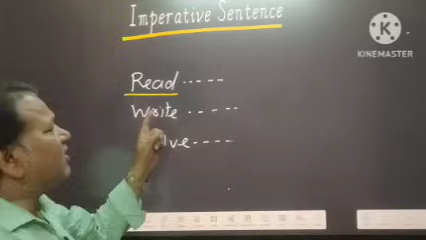 Imperative Sentence
KINEMASTER
Read -----
Write -----